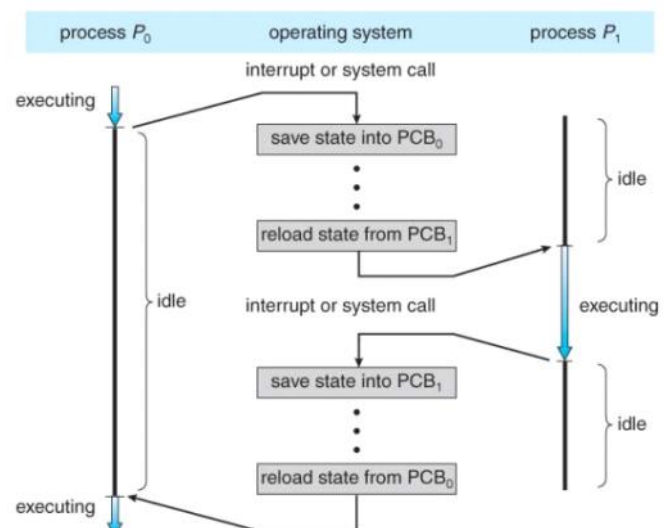 process P₀ operating system process P₁
interrupt or system call
executing
save state into PCB₀
idle
reload state from PCB₁
idle
interrupt or system call
executing
save state into PCB₁
idle
reload state from PCB₀
executing